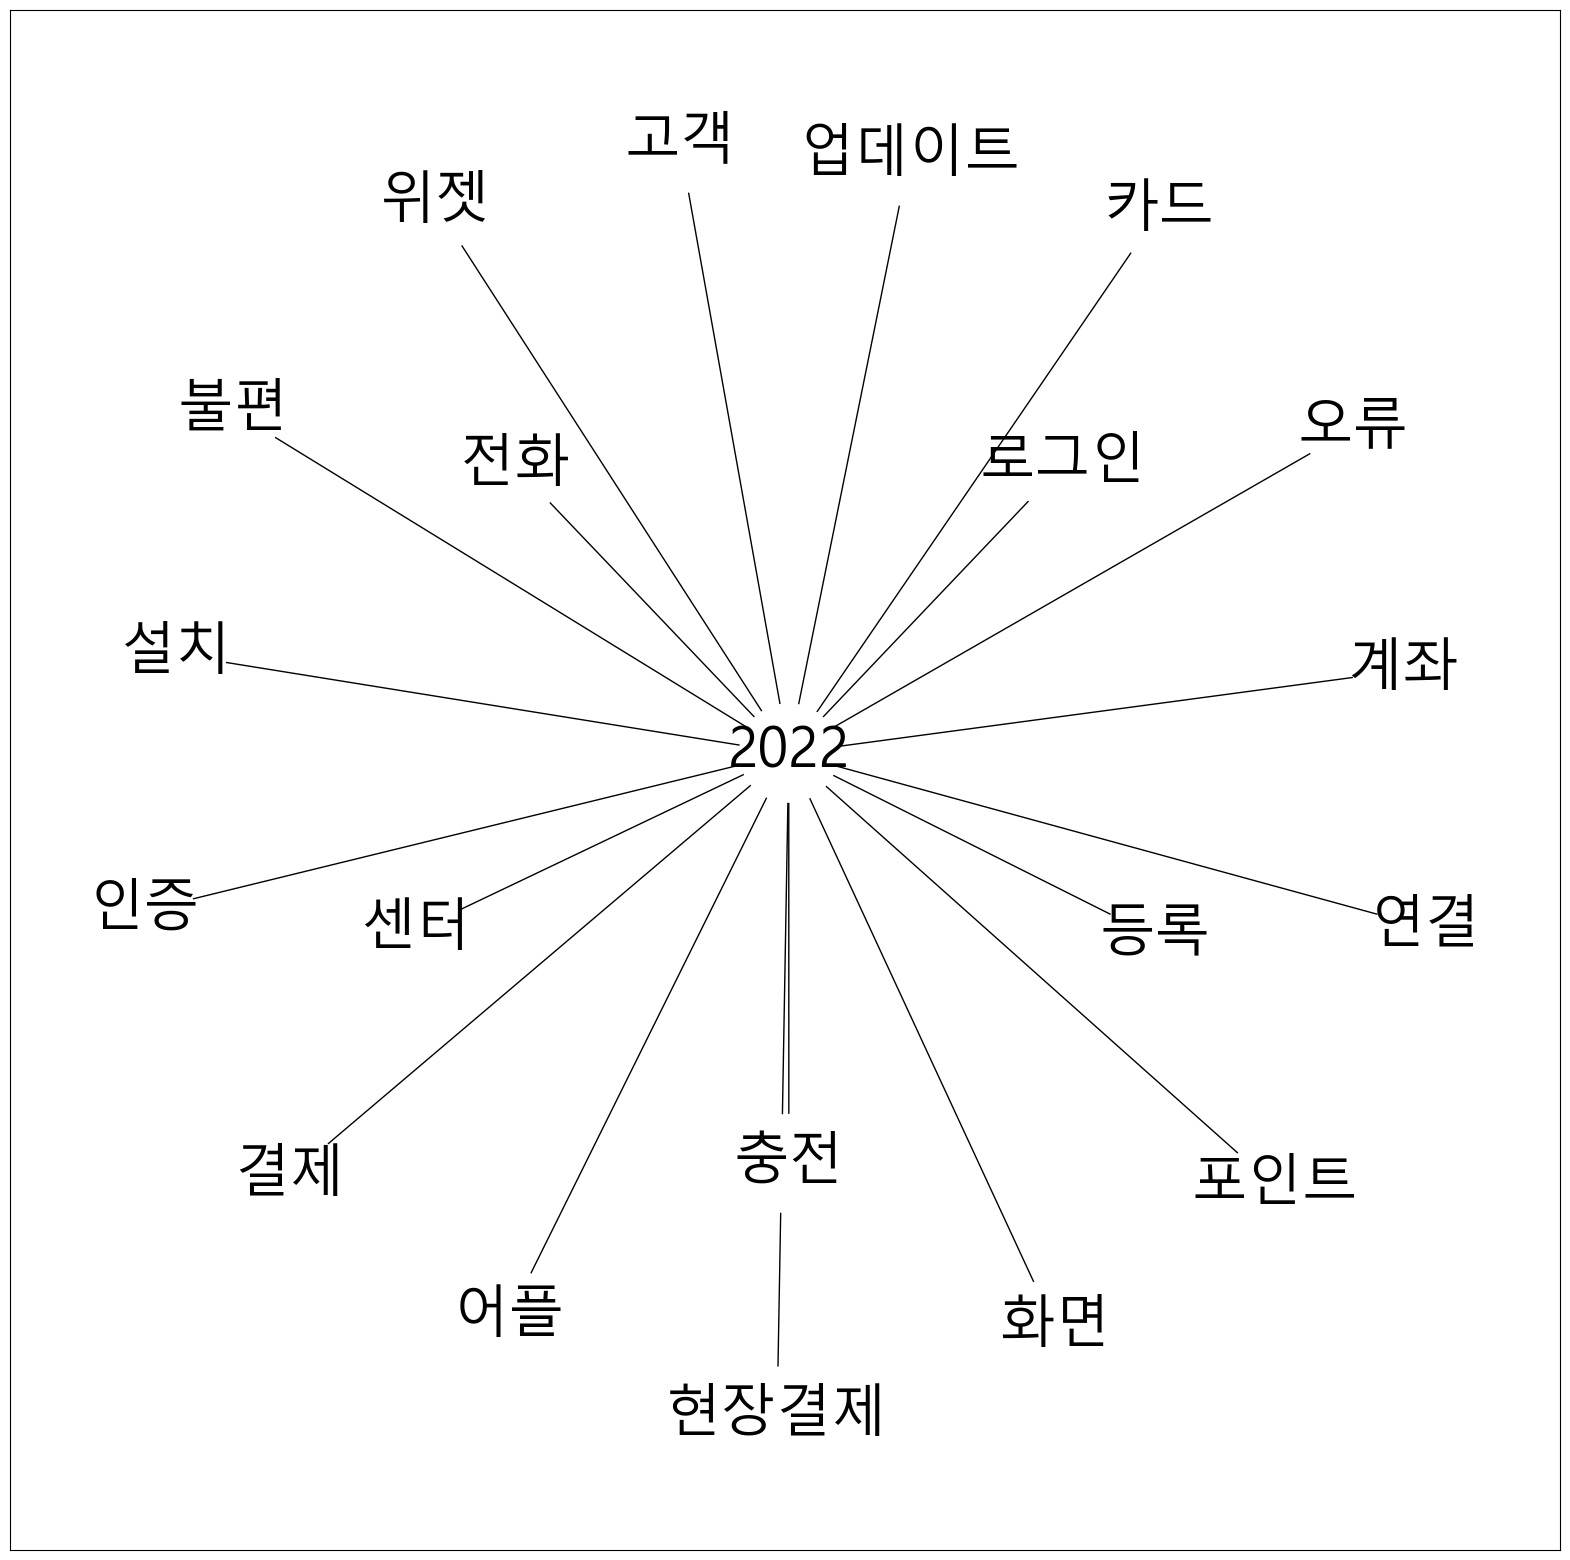 고객
업데이트
위젯
카드
불편
오류
전화
로그인
설치
계좌
2022
인증
센터
등록
연결
결제
충전
포인트
어플
화면
현장결제